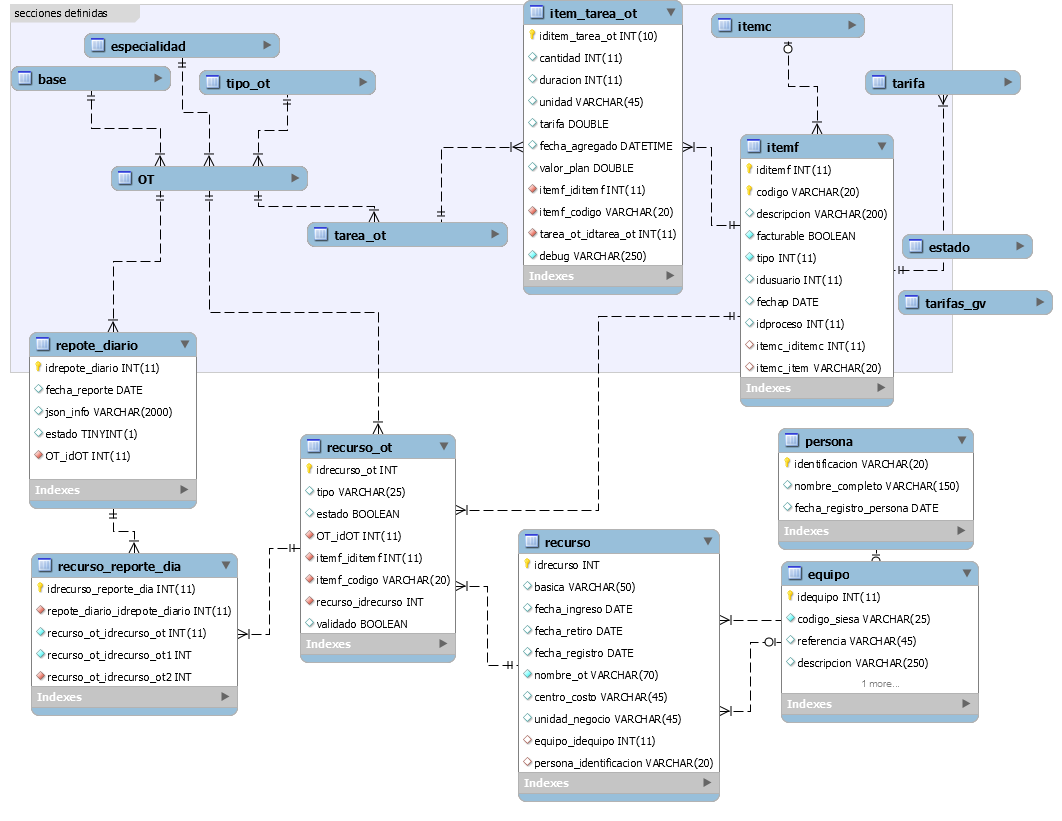 secciones definidas
especialidad
base
tipo_ot
OT
tarea_ot
item_tarea_ot
iditem_tarea_ot INT(10)
cantidad INT(11)
duracion INT(11)
unidad VARCHAR(45)
tarifa DOUBLE
fecha_agregado DATETIME
valor_plan DOUBLE
itemf_iditemf INT(11)
itemf_codigo VARCHAR(20)
tarea_ot_idtarea_ot INT(11)
debug VARCHAR(250)
Indexes
itemc
tarifa
itemf
iditemf INT(11)
codigo VARCHAR(20)
descripcion VARCHAR(200)
facturable BOOLEAN
tipo INT(11)
idusuario INT(11)
fechap DATE
idproceso INT(11)
itemc_iditemc INT(11)
itemc_item VARCHAR(20)
Indexes
estado
tarifas_gv
repote_diario
idrepote_diario INT(11)
fecha_reporte DATE
json_info VARCHAR(2000)
estado TINYINT(1)
OT_idOT INT(11)
Indexes
recurso_ot
idrecurso_ot INT
tipo VARCHAR(25)
estado BOOLEAN
OT_idOT INT(11)
itemf_iditemf INT(11)
itemf_codigo VARCHAR(20)
recurso_idrecurso INT
validado BOOLEAN
Indexes
persona
identificacion VARCHAR(20)
nombre_completo VARCHAR(150)
fecha_registro_persona DATE
Indexes
recurso_reporte_dia
idrecurso_reporte_dia INT(11)
repote_diario_idrepote_diario INT(11)
recurso_ot_idrecurso_ot INT(11)
recurso_ot_idrecurso_ot1 INT
recurso_ot_idrecurso_ot2 INT
Indexes
recurso
idrecurso INT
basica VARCHAR(50)
fecha_ingreso DATE
fecha_retiro DATE
fecha_registro DATE
nombre_ot VARCHAR(70)
centro_costo VARCHAR(45)
unidad_negocio VARCHAR(45)
equipo_idequipo INT(11)
persona_identificacion VARCHAR(20)
Indexes
equipo
idequipo INT(11)
codigo_siesa VARCHAR(25)
referencia VARCHAR(45)
descripcion VARCHAR(250)
1 more...
Indexes